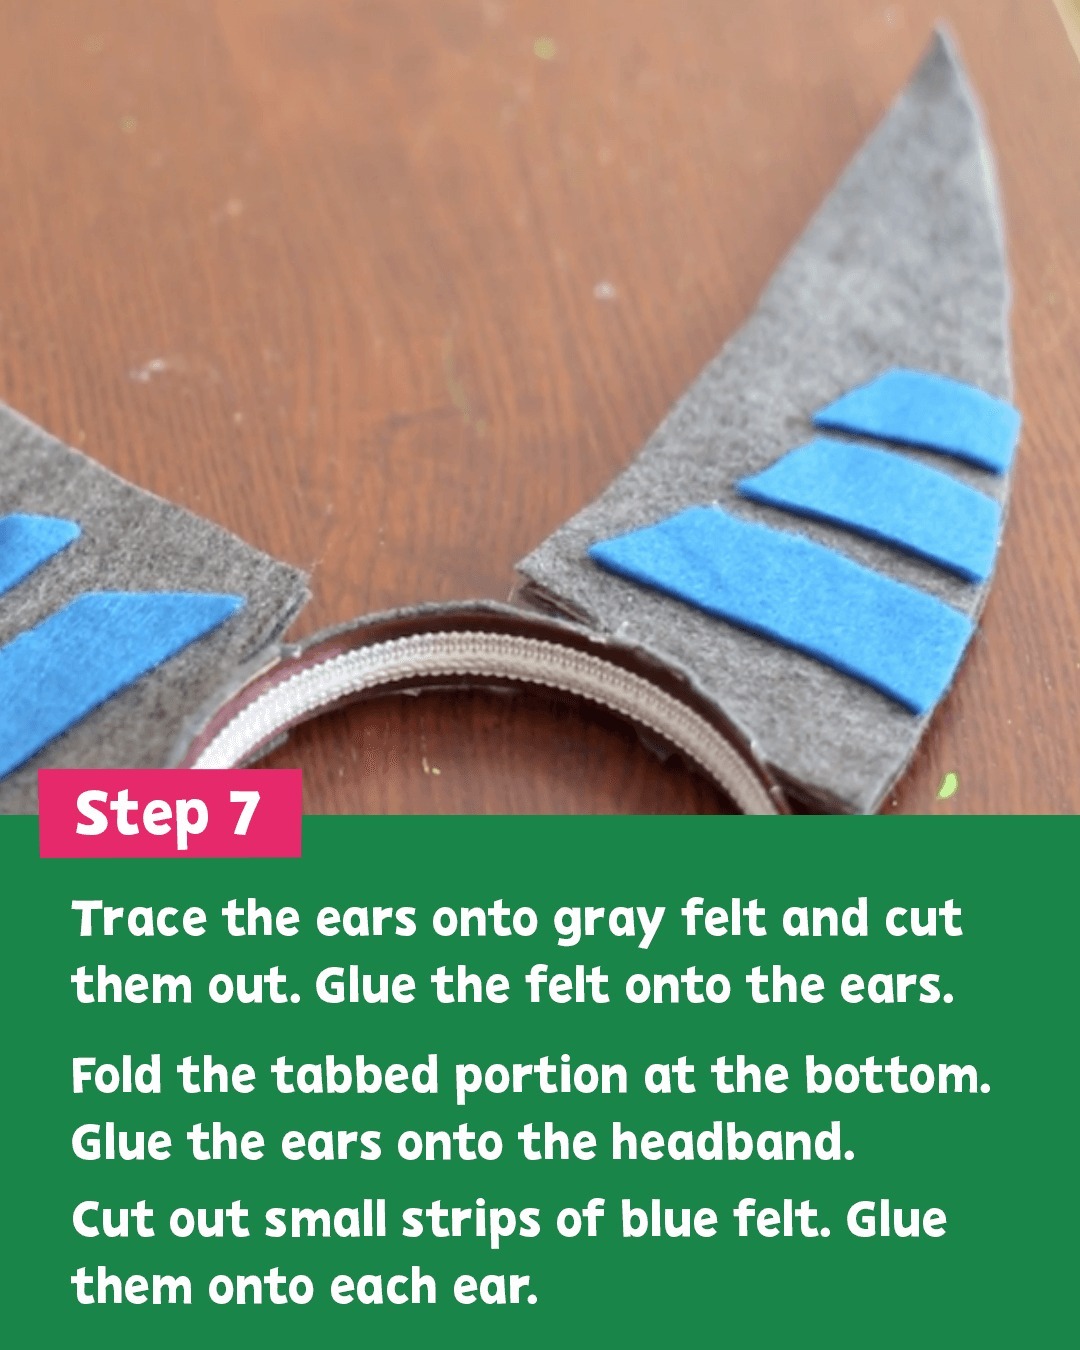 Step 7
Trace the ears onto gray felt and cut
them out. Glue the felt onto the ears.
Fold the tabbed portion at the bottom.
Glue the ears onto the headband.
Cut out small strips of blue felt. Glue
them onto each ear.